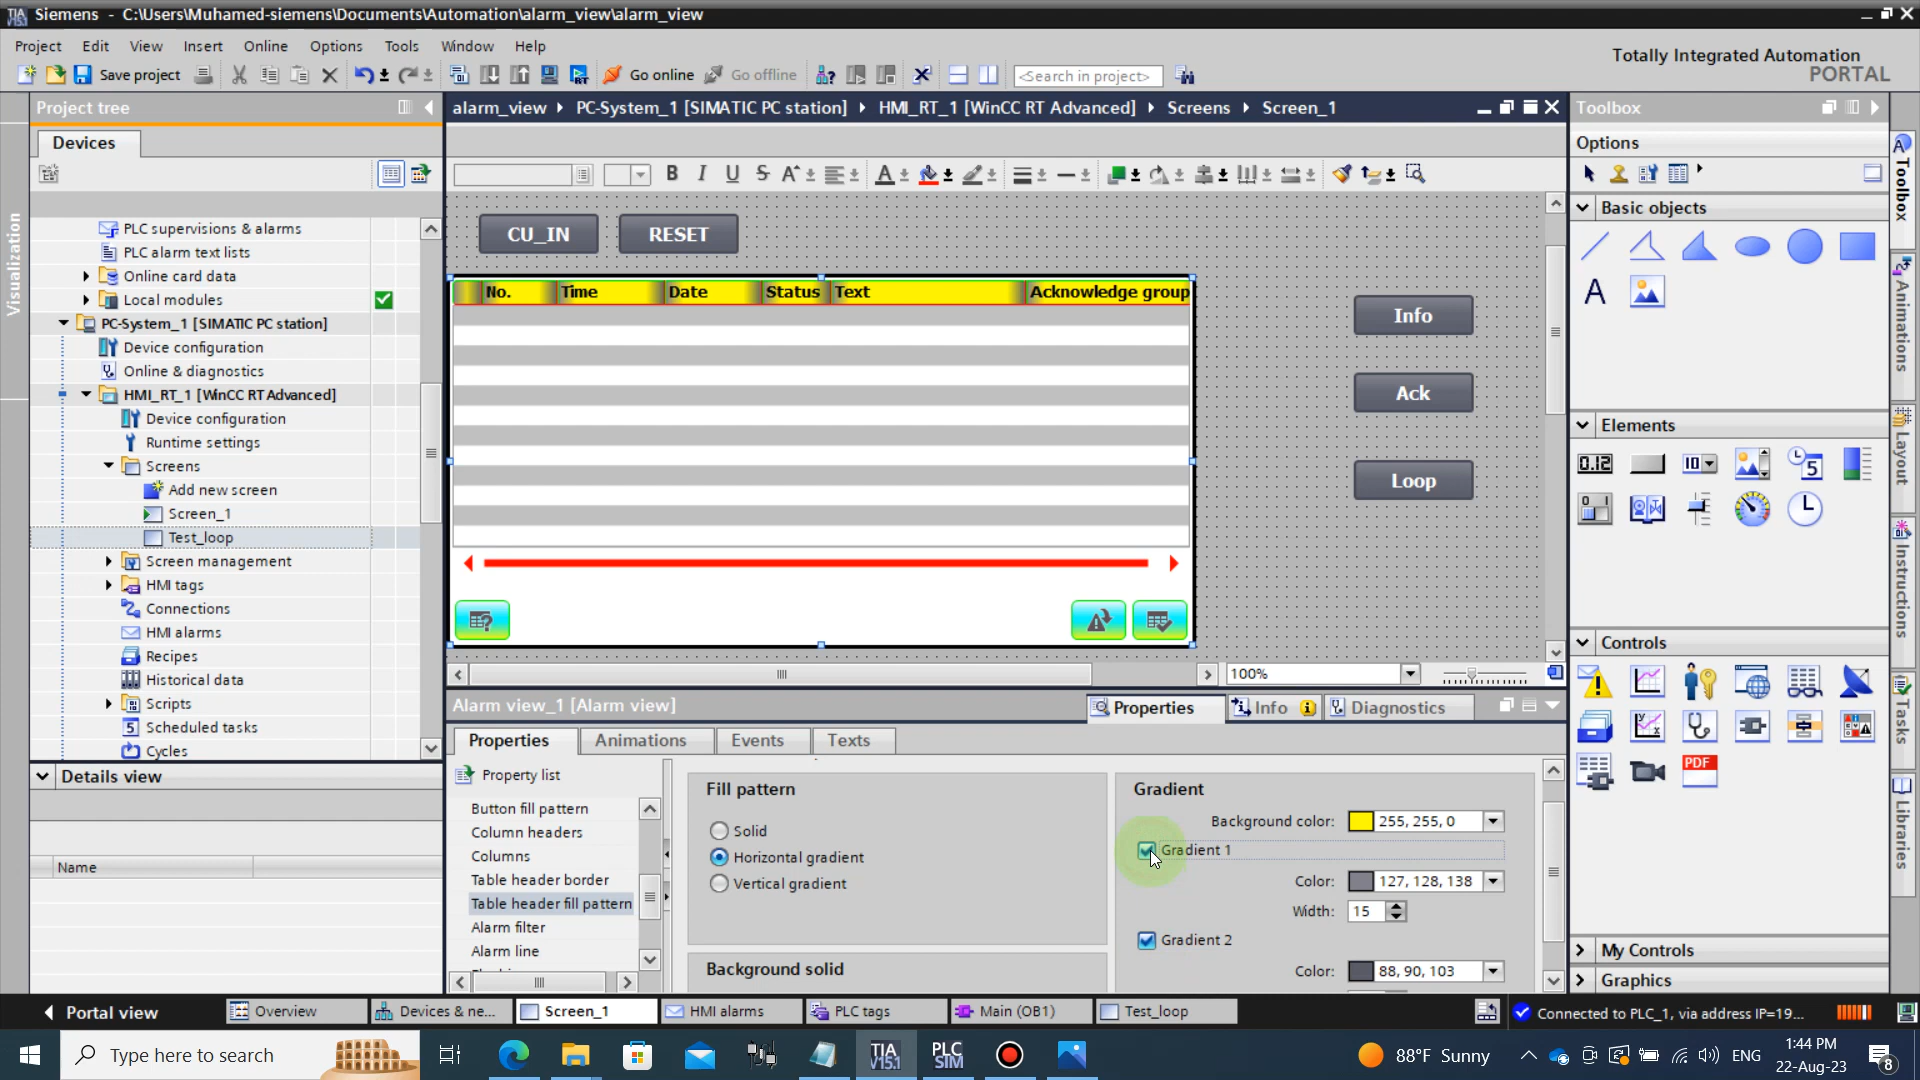 Siemens - C:\Users\Muhamed-siemens\Documents\Automation\alarm_view\alarm_view
Project Edit View Insert Online Options Tools Window Help
Totally Integrated Automation
PORTAL
Save project Go online Go offline <Search in project>
Project tree
alarm_view PC-System_1 [SIMATIC PC station] HMI_RT_1 [WinCC RT Advanced] Screens Screen_1
Toolbox
Devices
Options
B I U S A A
Basic objects
A
PLC supervisions & alarms
PLC alarm text lists
Online card data
Local modules
PC-System_1 [SIMATIC PC station]
Device configuration
Online & diagnostics
HMI_RT_1 [WinCC RT Advanced]
Device configuration
Runtime settings
Screens
Add new screen
Screen_1
Test_loop
Screen management
HMI tags
Connections
HMI alarms
Recipes
Historical data
Scripts
Scheduled tasks
Cycles
Visualization
CU_IN RESET
No. Time Date Status Text Acknowledge group
Info
Ack
Loop
100%
Elements
0.12 10 5
Controls
PDF
My Controls
Graphics
Toolbox
Animations
Layout
Instructions
Tasks
Libraries
Details view
Name
Alarm view_1 [Alarm view]
Properties Info Diagnostics
Properties Animations Events Texts
Property list
Button fill pattern
Column headers
Columns
Table header border
Table header fill pattern
Alarm filter
Alarm line
Fill pattern
Solid
Horizontal gradient
Vertical gradient
Background solid
Gradient
Background color: 255, 255, 0
Gradient 1
Color: 127, 128, 138
Width: 15
Gradient 2
Color: 88, 90, 103
Portal view Overview Devices & ne... Screen_1 HMI alarms PLC tags Main (OB1) Test_loop Connected to PLC_1, via address IP=19...
Type here to search
TIA V15.1
PLC SIM
88°F Sunny
ENG
1:44 PM
22-Aug-23
8